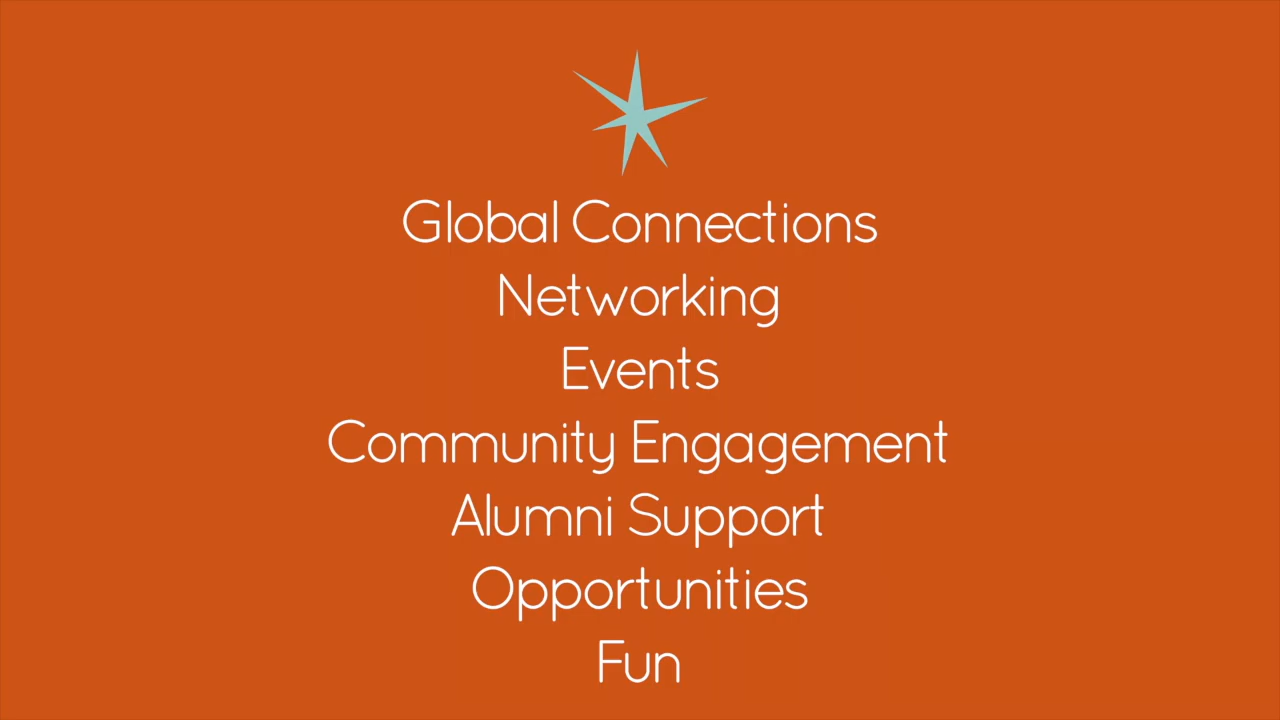 Global Connections
Networking
Events
Community Engagement
Alumni Support
Opportunities
Fun